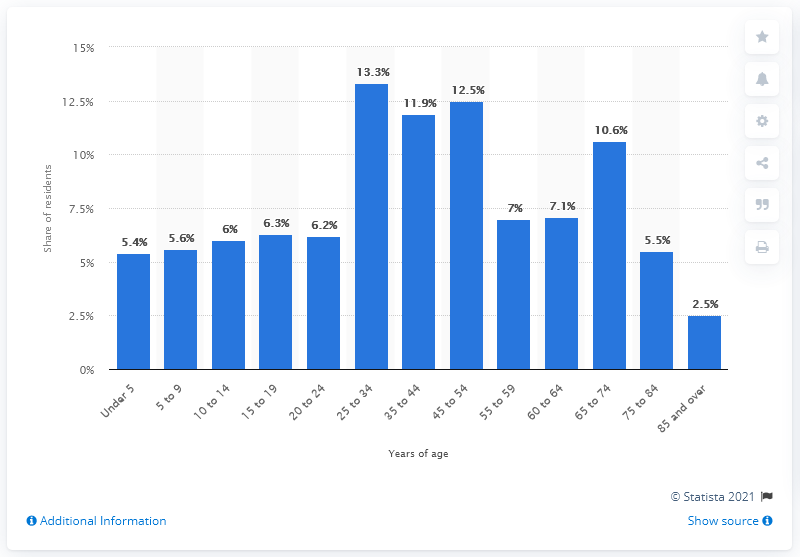 15%
12.5%
10%
7.5%
5%
2.5%
0%
Share of residents
5.4%
5.6%
6%
6.3%
6.2%
13.3%
11.9%
12.5%
7%
7.1%
10.6%
5.5%
2.5%
Under 5
5 to 9
10 to 14
15 to 19
20 to 24
25 to 34
35 to 44
45 to 54
55 to 59
60 to 64
65 to 74
75 to 84
85 and over
Years of age
© Statista 2021
Additional Information
Show source